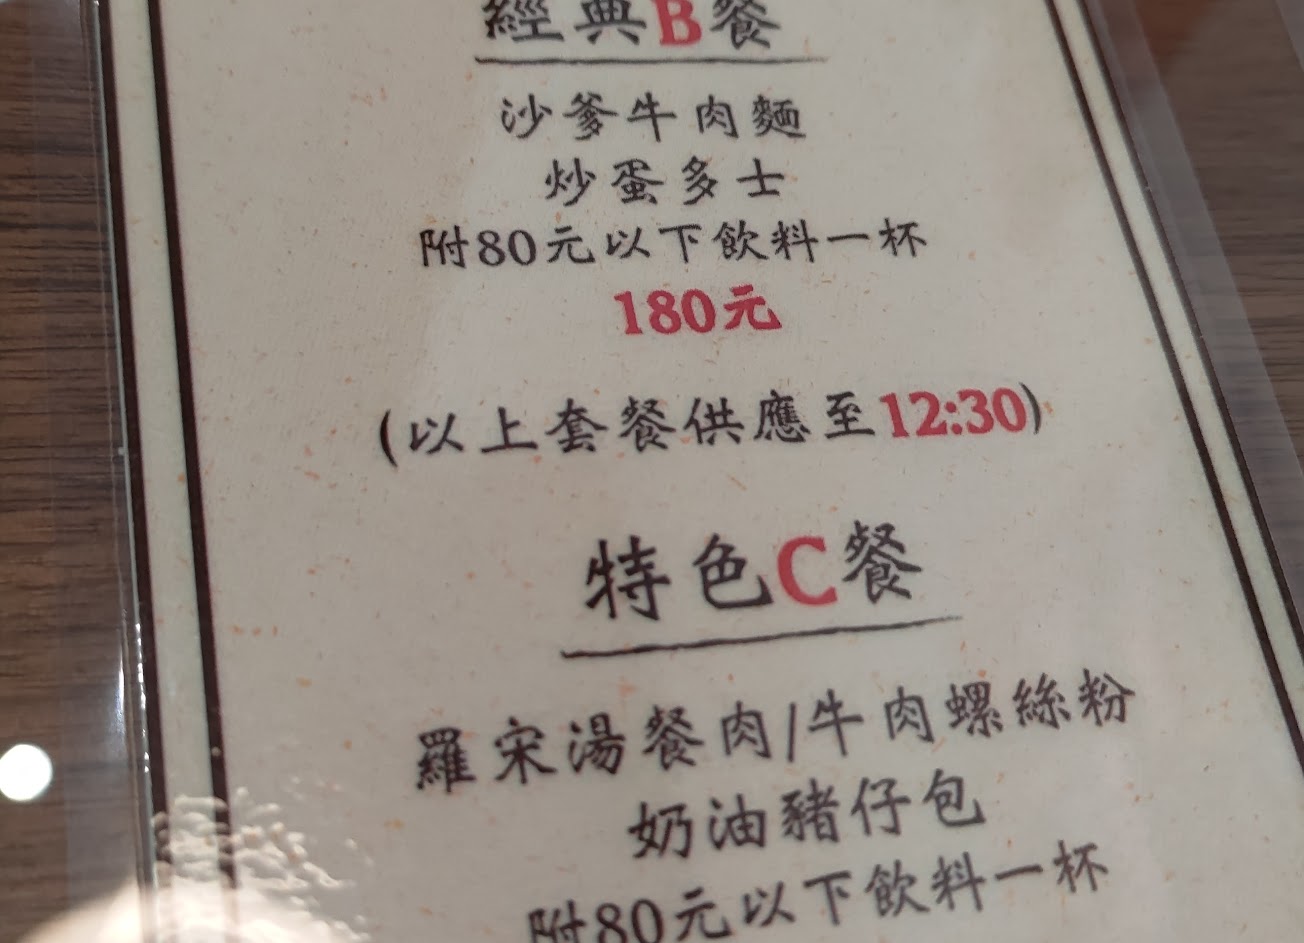 經典B餐
沙爹牛肉麵
炒蛋多士
附80元以下飲料一杯
180元
(以上套餐供應至12:30)
特色C餐
羅宋湯餐肉/牛肉螺絲粉
奶油豬仔包
附80元以下飲料一杯